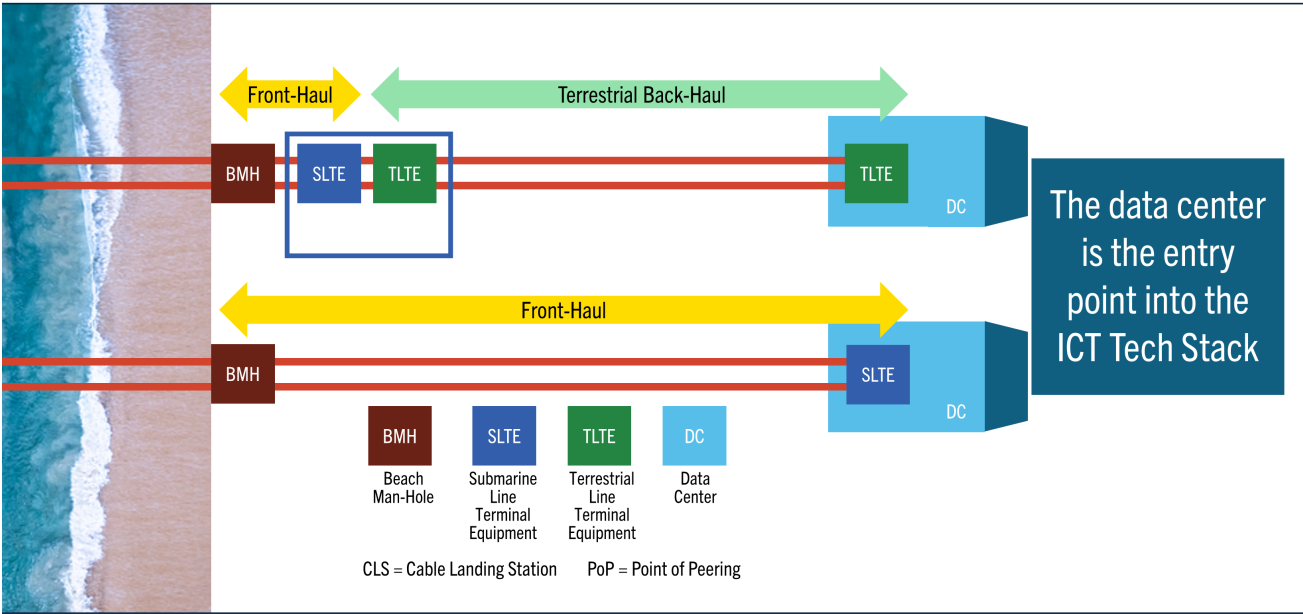 Front-Haul
Terrestrial Back-Haul
BMH
SLTE
TLTE
TLTE
DC
The data center
is the entry
point into the
ICT Tech Stack
Front-Haul
BMH
SLTE
DC
BMH
SLTE
TLTE
DC
Beach
Man-Hole
Submarine
Line
Terminal
Equipment
Terrestrial
Line
Terminal
Equipment
Data
Center
CLS = Cable Landing Station
PoP = Point of Peering